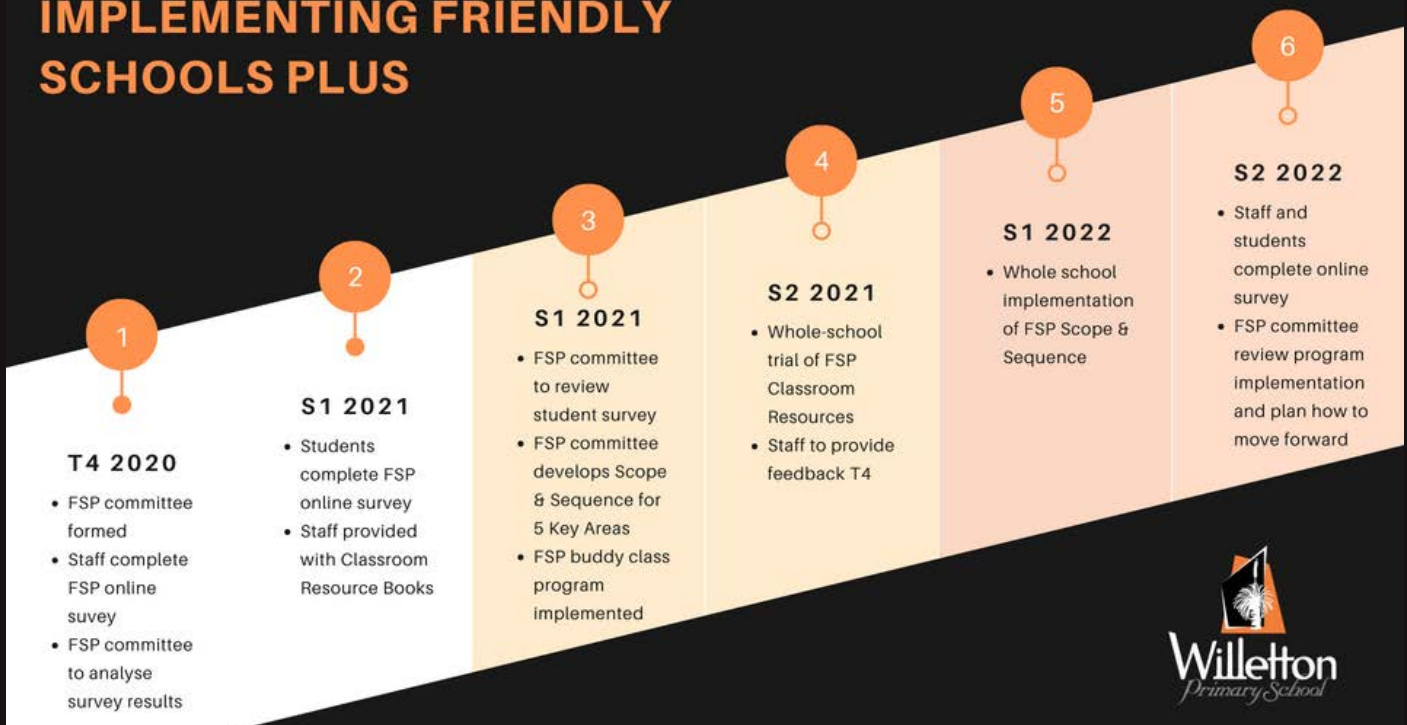 IMPLEMENTING FRIENDLY
SCHOOLS PLUS
1
T4 2020
• FSP committee
formed
• Staff complete
FSP online
suvey
• FSP committee
to analyse
survey results
2
S1 2021
• Students
complete FSP
online survey
• Staff provided
with Classroom
Resource Books
3
S1 2021
• FSP committee
to review
student survey
• FSP committee
develops Scope
& Sequence for
5 Key Areas
• FSP buddy class
program
implemented
4
S2 2021
• Whole-school
trial of FSP
Classroom
Resources
• Staff to provide
feedback T4
5
S1 2022
• Whole school
implementation
of FSP Scope &
Sequence
6
S2 2022
• Staff and
students
complete online
survey
• FSP committee
review program
implementation
and plan how to
move forward
Willetton
Primary School